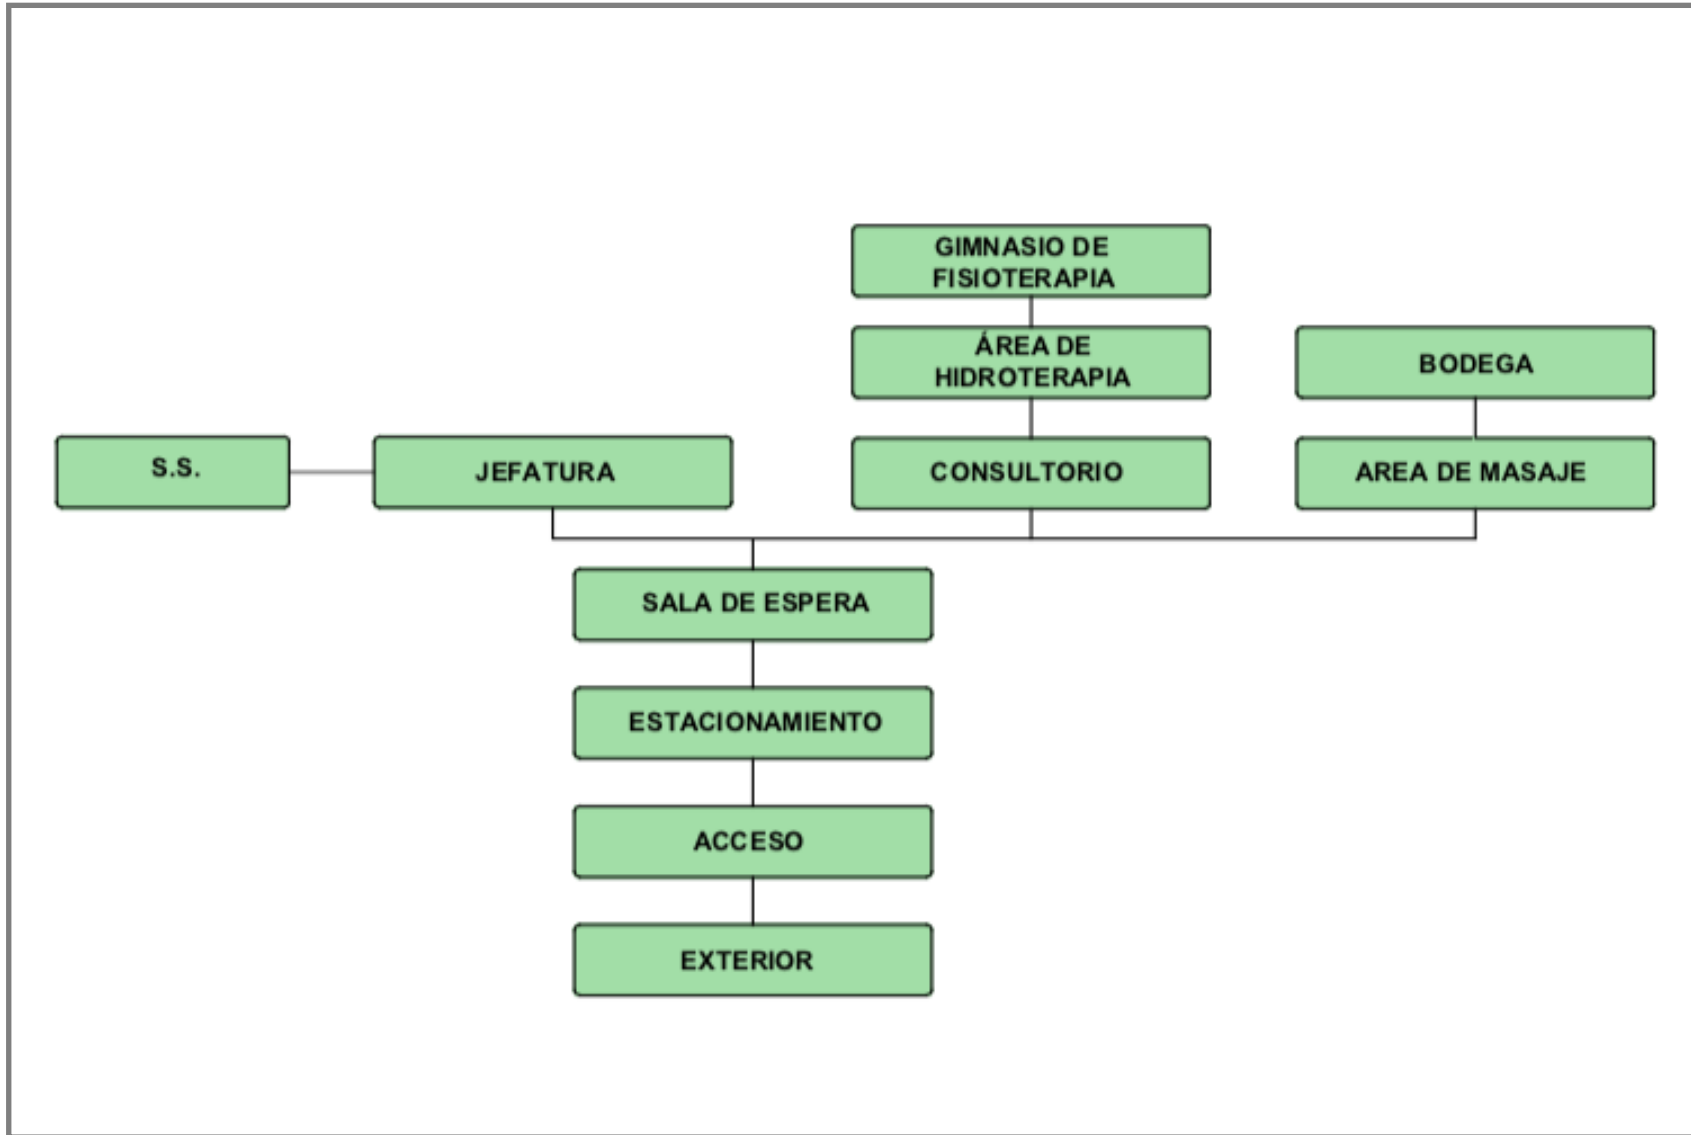 GIMNASIO DE
FISIOTERAPIA
ÁREA DE
HIDROTERAPIA
BODEGA
S.S.
JEFATURA
CONSULTORIO
AREA DE MASAJE
SALA DE ESPERA
ESTACIONAMIENTO
ACCESO
EXTERIOR